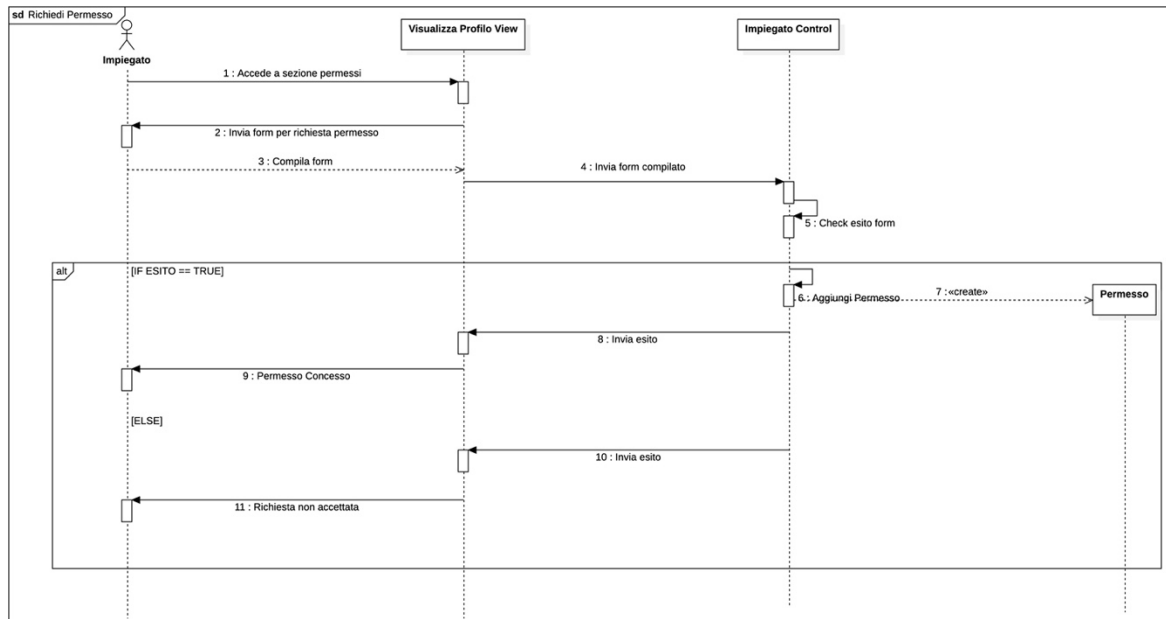 sd Richiedi Permesso
Impiegato
Visualizza Profilo View
Impiegato Control
1 : Accede a sezione permessi
2 : Invia form per richiesta permesso
3 : Compila form
4 : Invia form compilato
5 : Check esito form
alt
[IF ESITO == TRUE]
6 : Aggiungi Permesso
7 :«create»
Permesso
8 : Invia esito
9 : Permesso Concesso
[ELSE]
10 : Invia esito
11 : Richiesta non accettata